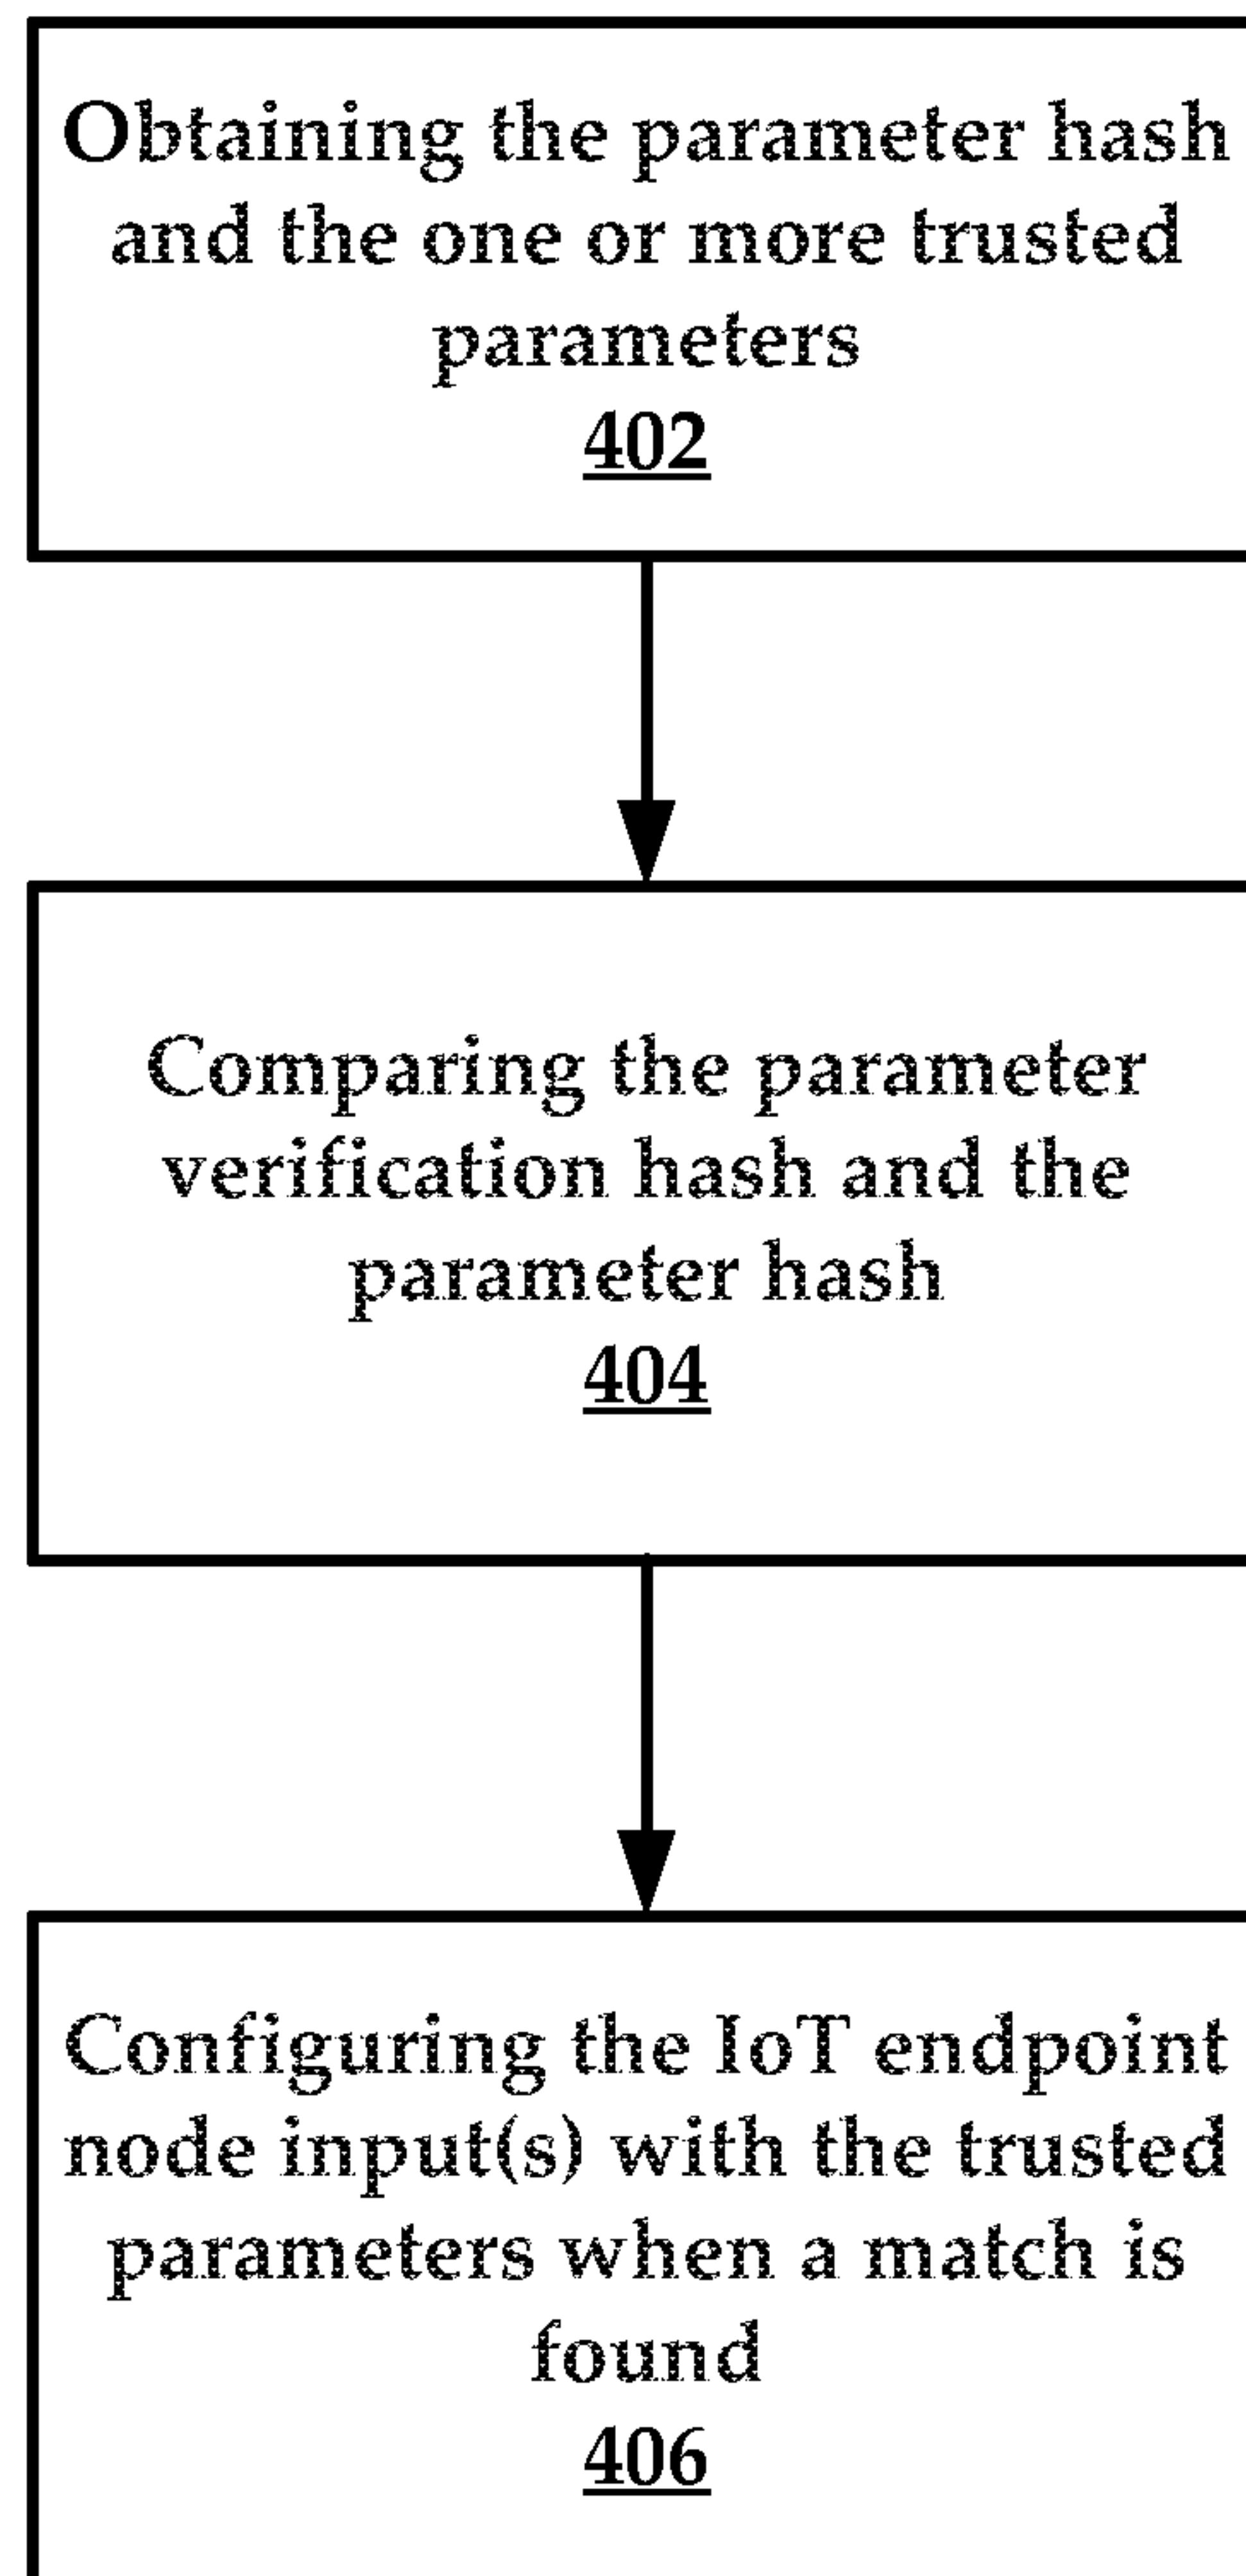 Obtaining the parameter hash
and the one or more trusted
parameters
402
Comparing the parameter
verification hash and the
parameter hash
404
Configuring the IoT endpoint
node input(s) with the trusted
parameters when a match is
found
406